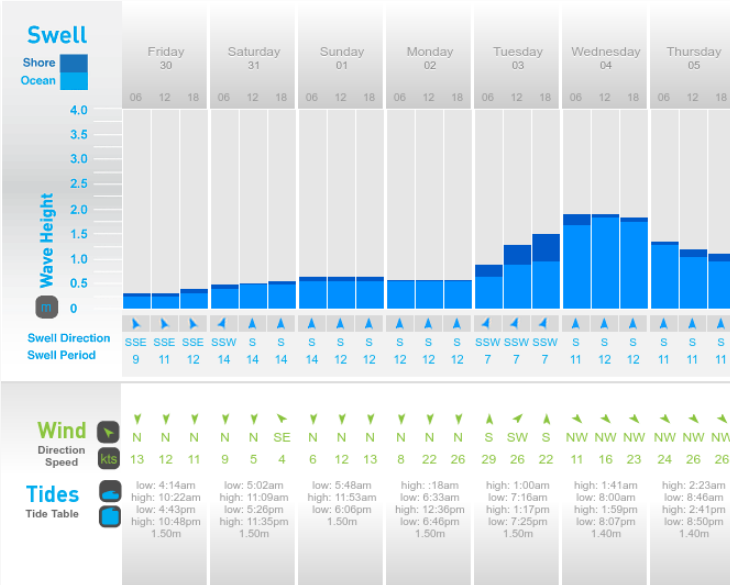 Swell
Shore
Ocean
Friday Saturday Sunday Monday Tuesday Wednesday Thursday
30 31 01 02 03 04 05
06 12 18 06 12 18 06 12 18 06 12 18 06 12 18 06 12 18 06 12 18
4.0
3.5
3.0
2.5
2.0
1.5
1.0
0.5
0
Wave Height
m
Swell Direction
SSE SSE SSE SSW S S S S S S S S SSW SSW SSW S S S S S S
Swell Period
9 11 12 14 14 14 14 12 12 12 12 12 7 7 7 11 12 12 11 11 11
Wind
Direction
N N N N N SE N N N N N N S SW S NW NW NW NW NW NW
Speed
kts
13 12 11 9 5 4 6 12 13 8 22 26 29 26 22 11 16 23 24 26 26
Tides
Tide Table
low: 4:14am low: 5:02am low: 5:48am high: :18am high: 1:00am high: 1:41am high: 2:23am
high: 10:22am high: 11:09am high: 11:53am low: 6:33am low: 7:16am low: 8:00am low: 8:46am
low: 4:43pm low: 5:26pm low: 6:06pm high: 12:36pm high: 1:17pm high: 1:59pm high: 2:41pm
high: 10:48pm high: 11:35pm 1.50m low: 6:46pm low: 7:25pm low: 8:07pm low: 8:50pm
1.50m 1.50m 1.50m 1.50m 1.40m 1.40m